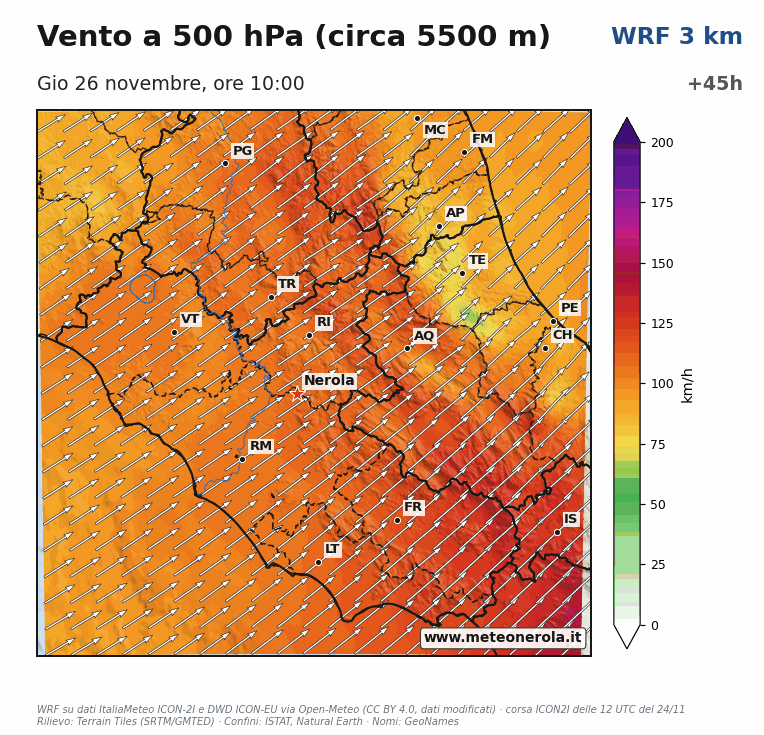 Vento a 500 hPa (circa 5500 m)
WRF 3 km
Gio 26 novembre, ore 10:00
+45h
MC
FM
PG
AP
TE
TR
PE
RI
VT
AQ
CH
Nerola
RM
FR
IS
LT
www.meteonerola.it
200
175
150
125
100
75
50
25
0
km/h
WRF su dati ItaliaMeteo ICON-2I e DWD ICON-EU via Open-Meteo (CC BY 4.0, dati modificati) · corsa ICON2I delle 12 UTC del 24/11
Rilievo: Terrain Tiles (SRTM/GMTED) · Confini: ISTAT, Natural Earth · Nomi: GeoNames